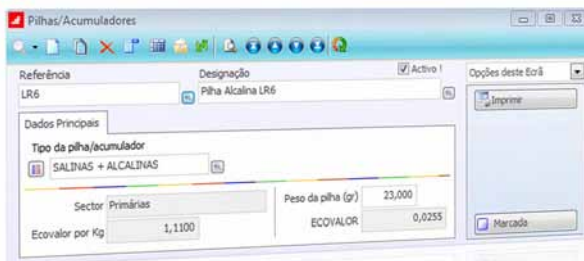 Pilhas/Acumuladores
Referência
Designação
Activo !
Opções deste Ecrã
LR6
Pilha Alcalina LR6
Imprimir
Dados Principais
Tipo da pilha/acumulador
SALINAS + ALCALINAS
Sector
Primárias
Peso da pilha (gr)
23,000
Ecovalor por Kg
1,1100
ECOVALOR
0,0255
Marcada